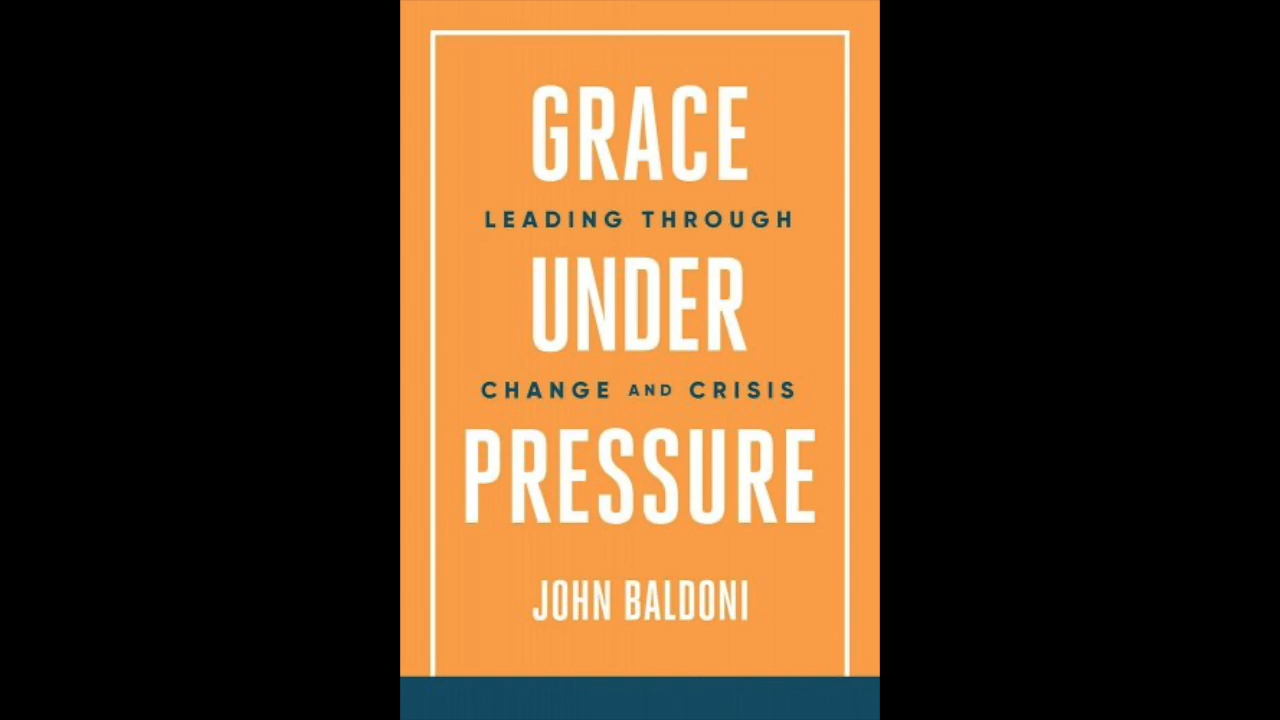 GRACE
LEADING THROUGH
UNDER
CHANGE AND CRISIS
PRESSURE
JOHN BALDONI